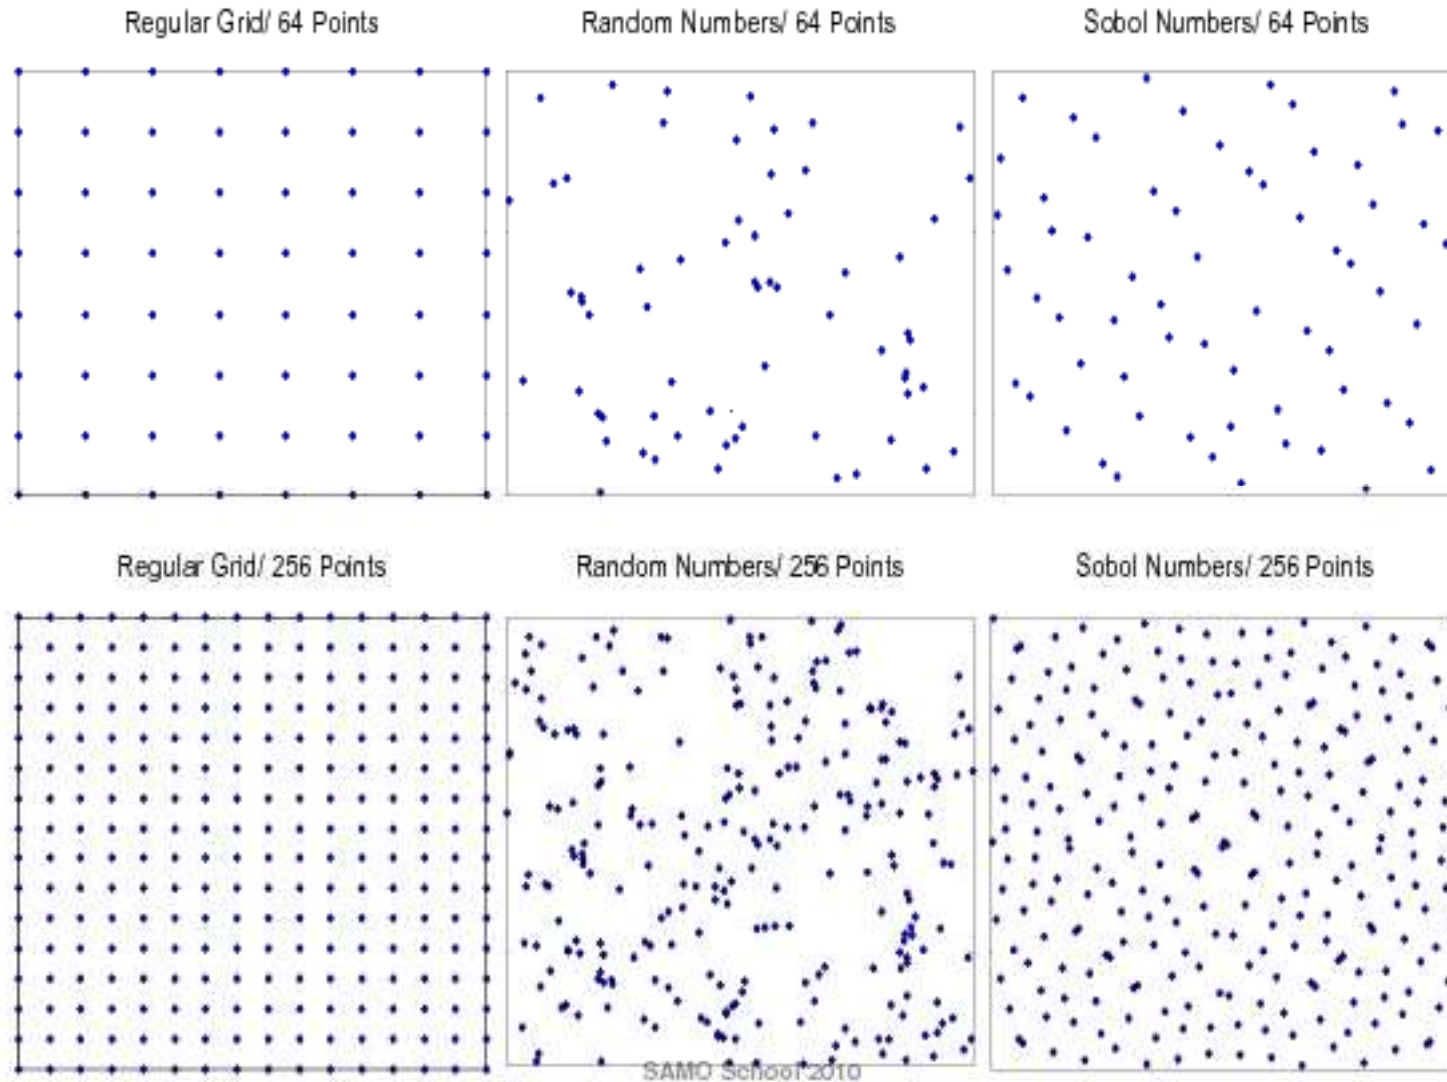 Regular Grid/ 64 Points
Random Numbers/ 64 Points
Sobol Numbers/ 64 Points
Regular Grid/ 256 Points
Random Numbers/ 256 Points
Sobol Numbers/ 256 Points
SAMO School 2010